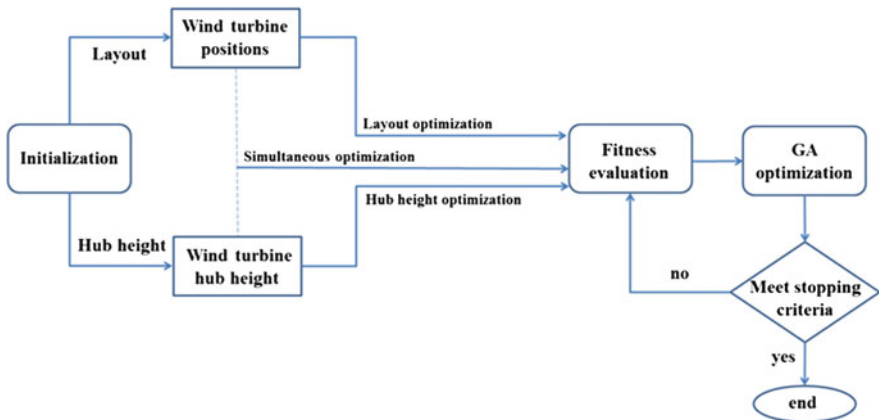 Wind turbine
positions
Layout
Layout optimization
Initialization
Simultaneous optimization
Fitness
evaluation
GA
optimization
Hub height optimization
Hub height
Wind turbine
hub height
no
Meet stopping
criteria
yes
end